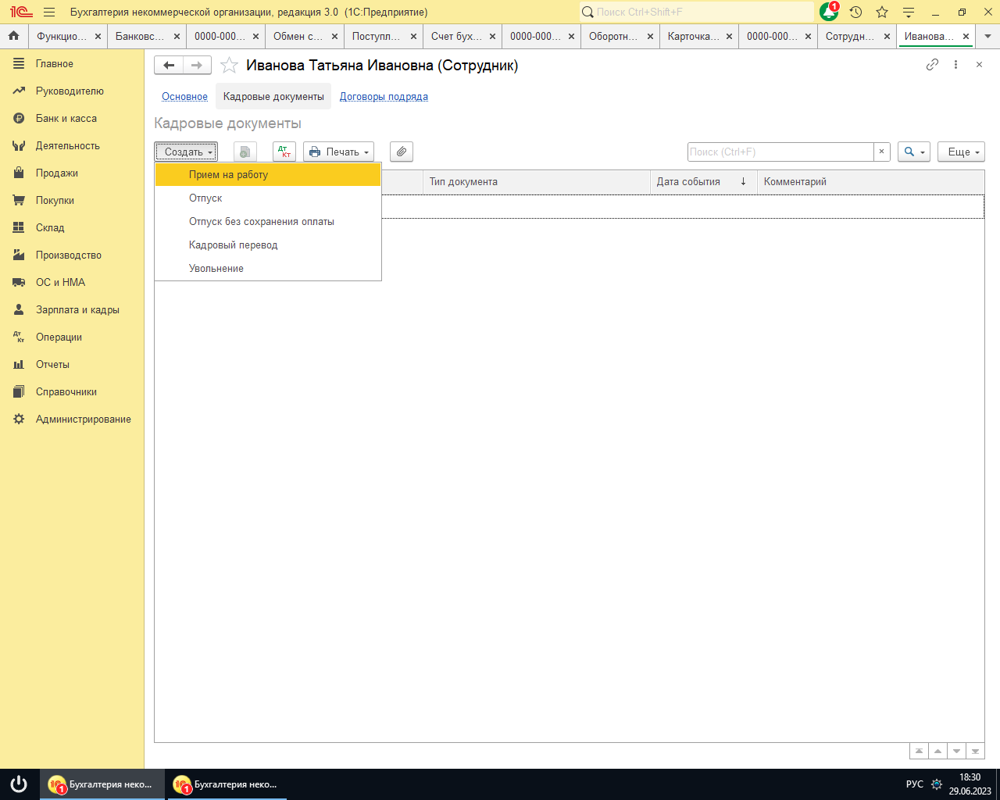 Бухгалтерия некоммерческой организации, редакция 3.0 (1С:Предприятие)
Поиск Ctrl+Shift+F
1
Функцио...
Банковс...
0000-000...
Обмен с...
Поступл...
Счет бух...
0000-000...
Оборотн...
Карточка...
0000-000...
Сотрудн...
Иванова...
Главное
Руководителю
Банк и касса
Деятельность
Продажи
Покупки
Склад
Производство
ОС и НМА
Зарплата и кадры
Операции
Отчеты
Справочники
Администрирование
Иванова Татьяна Ивановна (Сотрудник)
Основное
Кадровые документы
Договоры подряда
Кадровые документы
Создать
Дт
Кт
Печать
Поиск (Ctrl+F)
Еще
Прием на работу
Отпуск
Отпуск без сохранения оплаты
Кадровый перевод
Увольнение
Тип документа
Дата события
Комментарий
Бухгалтерия неко...
Бухгалтерия неко...
РУС
18:30
29.06.2023